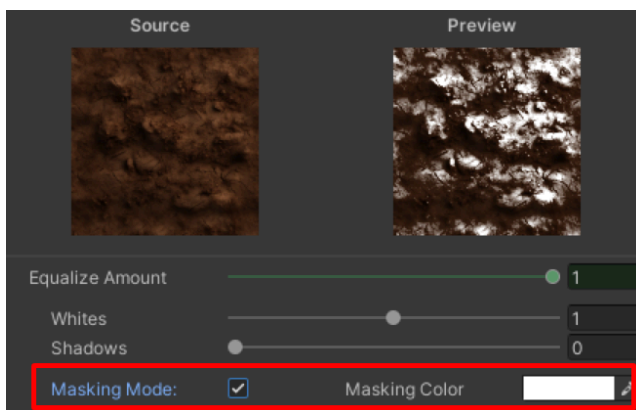 Source Preview
Equalize Amount 1
Whites 1
Shadows 0
Masking Mode: Masking Color